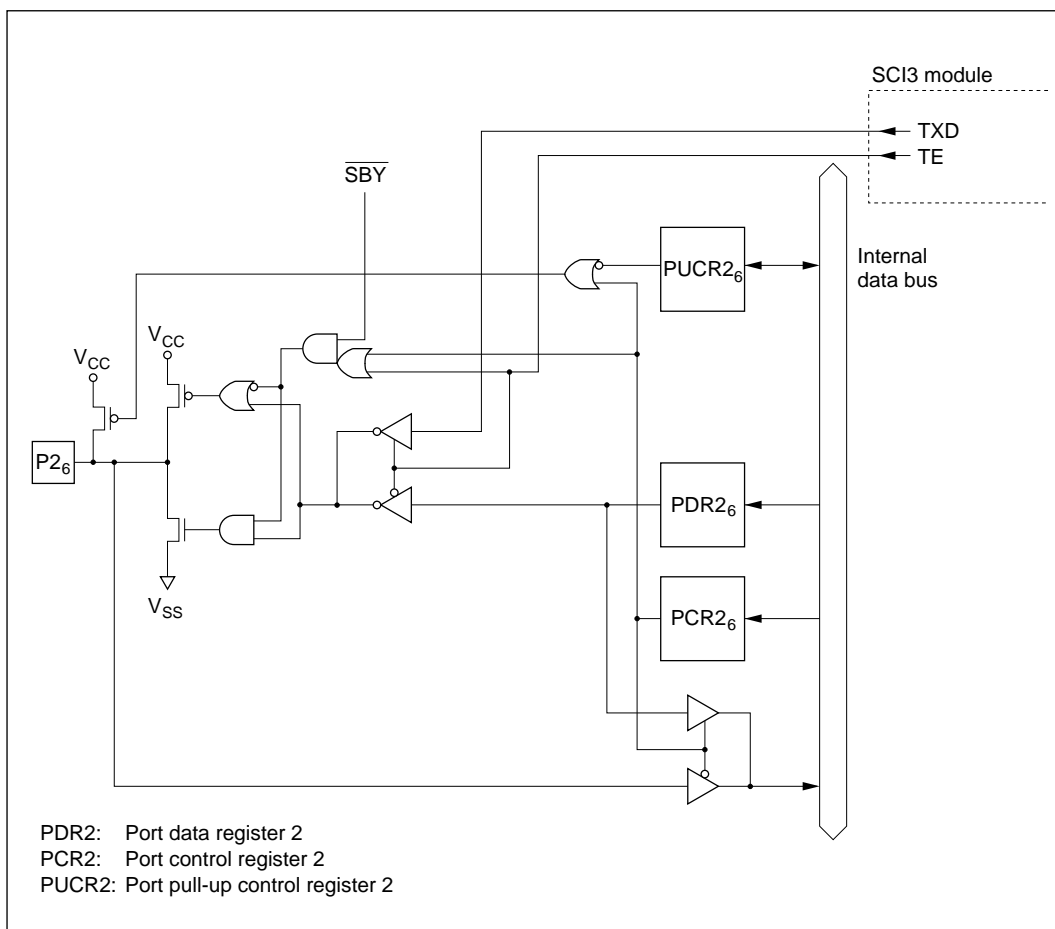 SCI3 module
TXD
TE
SBY
PUCR2₆
Internal
data bus
V_CC
V_CC
P2₆
PDR2₆
V_SS
PCR2₆
PDR2: Port data register 2
PCR2: Port control register 2
PUCR2: Port pull-up control register 2